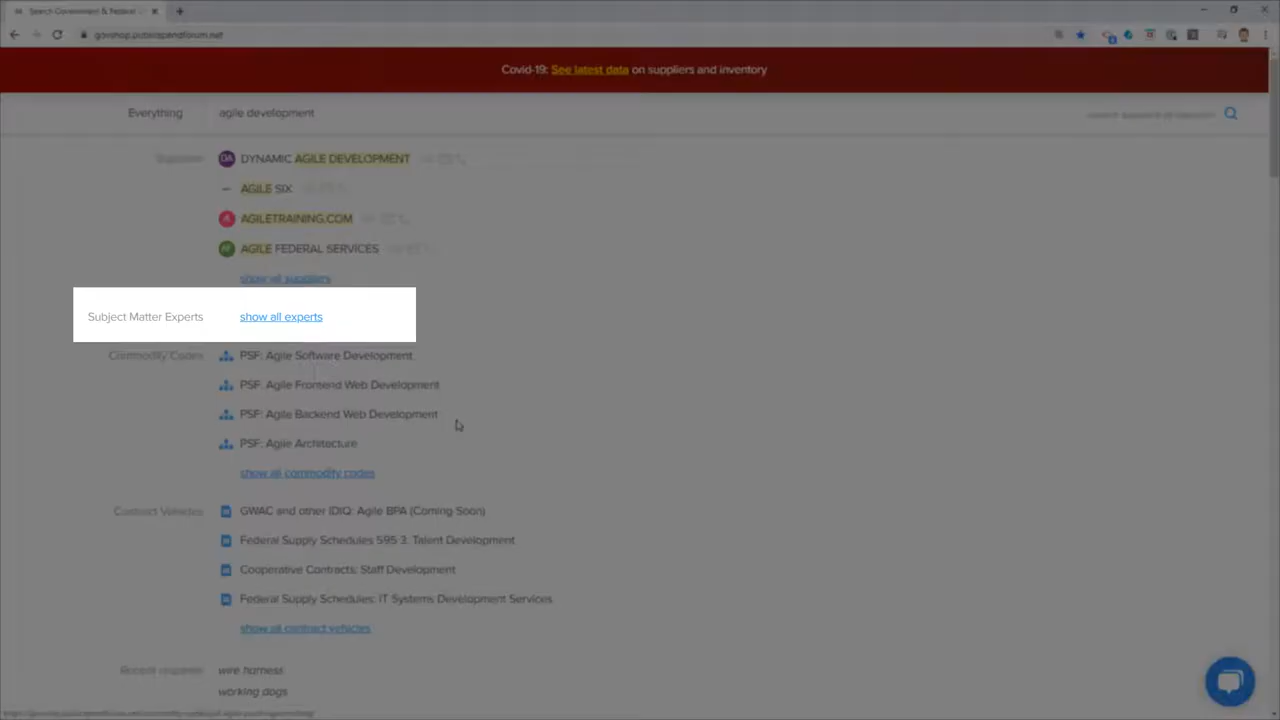 Search Government & Federal
govshop.publicspendforum.net
Covid-19: See latest data on suppliers and inventory
Everything agile development
Suppliers DA DYNAMIC AGILE DEVELOPMENT
AGILE SIX
AGILETRAINING.COM
AF AGILE FEDERAL SERVICES
show all suppliers
Subject Matter Experts show all experts
Commodity Codes PSF: Agile Software Development
PSF: Agile Frontend Web Development
PSF: Agile Backend Web Development
PSF: Agile Architecture
show all commodity codes
Contract Vehicles GWAC and other IDIQ: Agile BPA (Coming Soon)
Federal Supply Schedules 595 3. Talent Development
Cooperative Contracts: Staff Development
Federal Supply Schedules: IT Systems Development Services
show all contract vehicles
Recent wire harness
working dogs